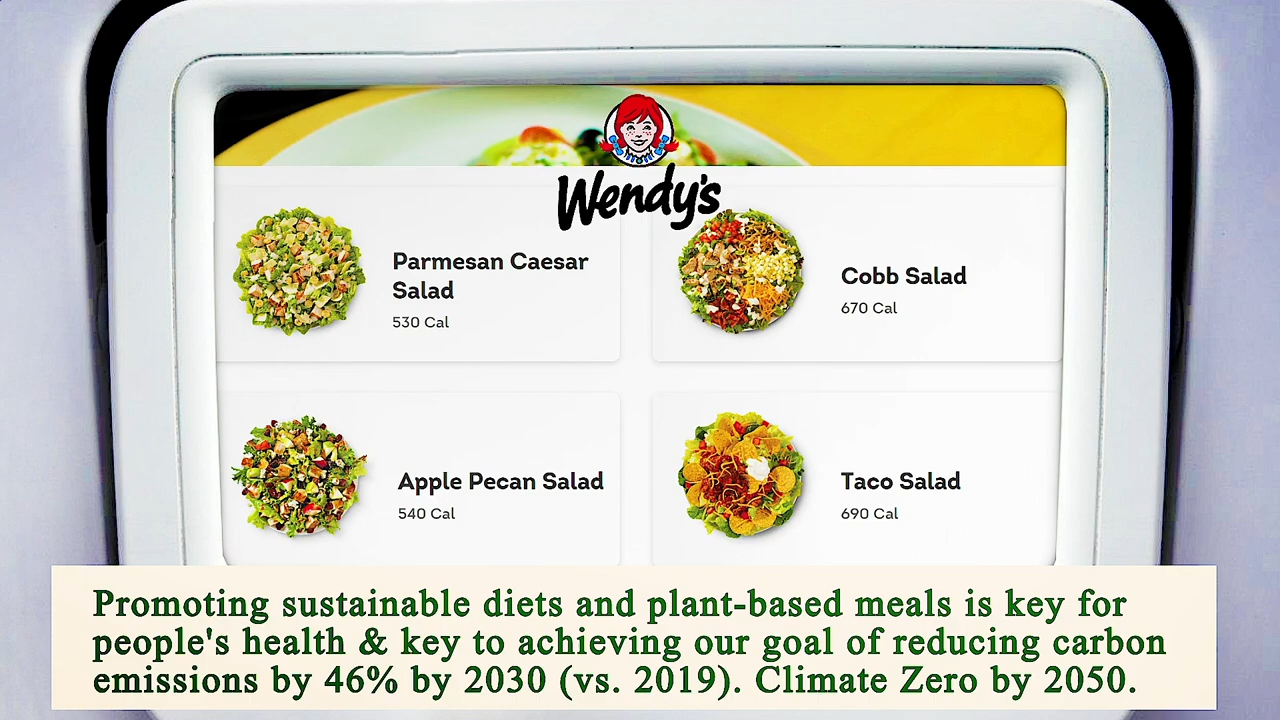 Wendy's
Parmesan Caesar
Salad
530 Cal
Cobb Salad
670 Cal
Apple Pecan Salad
540 Cal
Taco Salad
690 Cal
Promoting sustainable diets and plant-based meals is key for
people's health & key to achieving our goal of reducing carbon
emissions by 46% by 2030 (vs. 2019). Climate Zero by 2050.